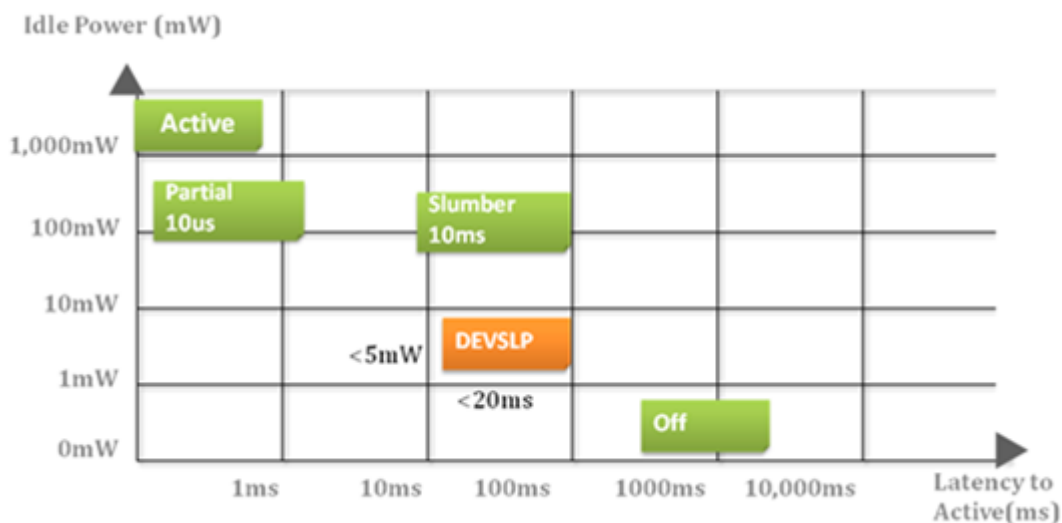 Idle Power (mW)
Active
1,000mW
Partial
10us
Slumber
10ms
100mW
10mW
DEVSLP
<5mW
1mW
<20ms
Off
0mW
1ms
10ms
100ms
1000ms
10,000ms
Latency to
Active(ms)